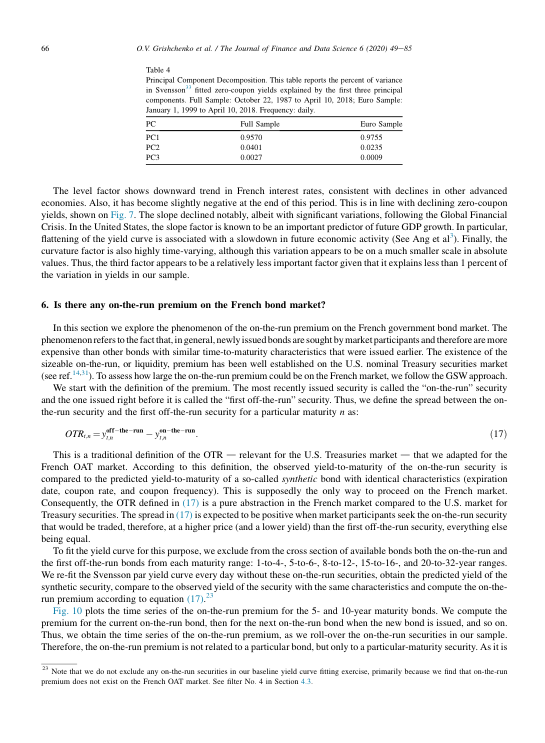 66
O.V. Grishchenko et al. / The Journal of Finance and Data Science 6 (2020) 49–85
Table 4
Principal Component Decomposition. This table reports the percent of variance
in Svensson³³ fitted zero-coupon yields explained by the first three principal
components. Full Sample: October 22, 1987 to April 10, 2018; Euro Sample:
January 1, 1999 to April 10, 2018. Frequency: daily.
PC Full Sample Euro Sample
PC1 0.9570 0.9755
PC2 0.0401 0.0235
PC3 0.0027 0.0009
The level factor shows downward trend in French interest rates, consistent with declines in other advanced
economies. Also, it has become slightly negative at the end of this period. This is in line with declining zero-coupon
yields, shown on Fig. 7. The slope declined notably, albeit with significant variations, following the Global Financial
Crisis. In the United States, the slope factor is known to be an important predictor of future GDP growth. In particular,
flattening of the yield curve is associated with a slowdown in future economic activity (See Ang et al³). Finally, the
curvature factor is also highly time-varying, although this variation appears to be on a much smaller scale in absolute
values. Thus, the third factor appears to be a relatively less important factor given that it explains less than 1 percent of
the variation in yields in our sample.
6. Is there any on-the-run premium on the French bond market?
In this section we explore the phenomenon of the on-the-run premium on the French government bond market. The
phenomenon refers to the fact that, in general, newly issued bonds are sought by market participants and therefore are more
expensive than other bonds with similar time-to-maturity characteristics that were issued earlier. The existence of the
sizeable on-the-run, or liquidity, premium has been well established on the U.S. nominal Treasury securities market
(see ref.¹⁴,³¹). To assess how large the on-the-run premium could be on the French market, we follow the GSW approach.
We start with the definition of the premium. The most recently issued security is called the “on-the-run” security
and the one issued right before it is called the “first off-the-run” security. Thus, we define the spread between the on-
the-run security and the first off-the-run security for a particular maturity n as:
OTRₜ,ₙ = yₜ,ₙ^off−the−run − yₜ,ₙ^on−the−run. (17)
This is a traditional definition of the OTR — relevant for the U.S. Treasuries market — that we adapted for the
French OAT market. According to this definition, the observed yield-to-maturity of the on-the-run security is
compared to the predicted yield-to-maturity of a so-called synthetic bond with identical characteristics (expiration
date, coupon rate, and coupon frequency). This is supposedly the only way to proceed on the French market.
Consequently, the OTR defined in (17) is a pure abstraction in the French market compared to the U.S. market for
Treasury securities. The spread in (17) is expected to be positive when market participants seek the on-the-run security
that would be traded, therefore, at a higher price (and a lower yield) than the first off-the-run security, everything else
being equal.
To fit the yield curve for this purpose, we exclude from the cross section of available bonds both the on-the-run and
the first off-the-run bonds from each maturity range: 1-to-4-, 5-to-6-, 8-to-12-, 15-to-16-, and 20-to-32-year ranges.
We re-fit the Svensson par yield curve every day without these on-the-run securities, obtain the predicted yield of the
synthetic security, compare to the observed yield of the security with the same characteristics and compute the on-the-
run premium according to equation (17).²³
Fig. 10 plots the time series of the on-the-run premium for the 5- and 10-year maturity bonds. We compute the
premium for the current on-the-run bond, then for the next on-the-run bond when the new bond is issued, and so on.
Thus, we obtain the time series of the on-the-run premium, as we roll-over the on-the-run securities in our sample.
Therefore, the on-the-run premium is not related to a particular bond, but only to a particular-maturity security. As it is
²³ Note that we do not exclude any on-the-run securities in our baseline yield curve fitting exercise, primarily because we find that on-the-run
premium does not exist on the French OAT market. See filter No. 4 in Section 4.3.